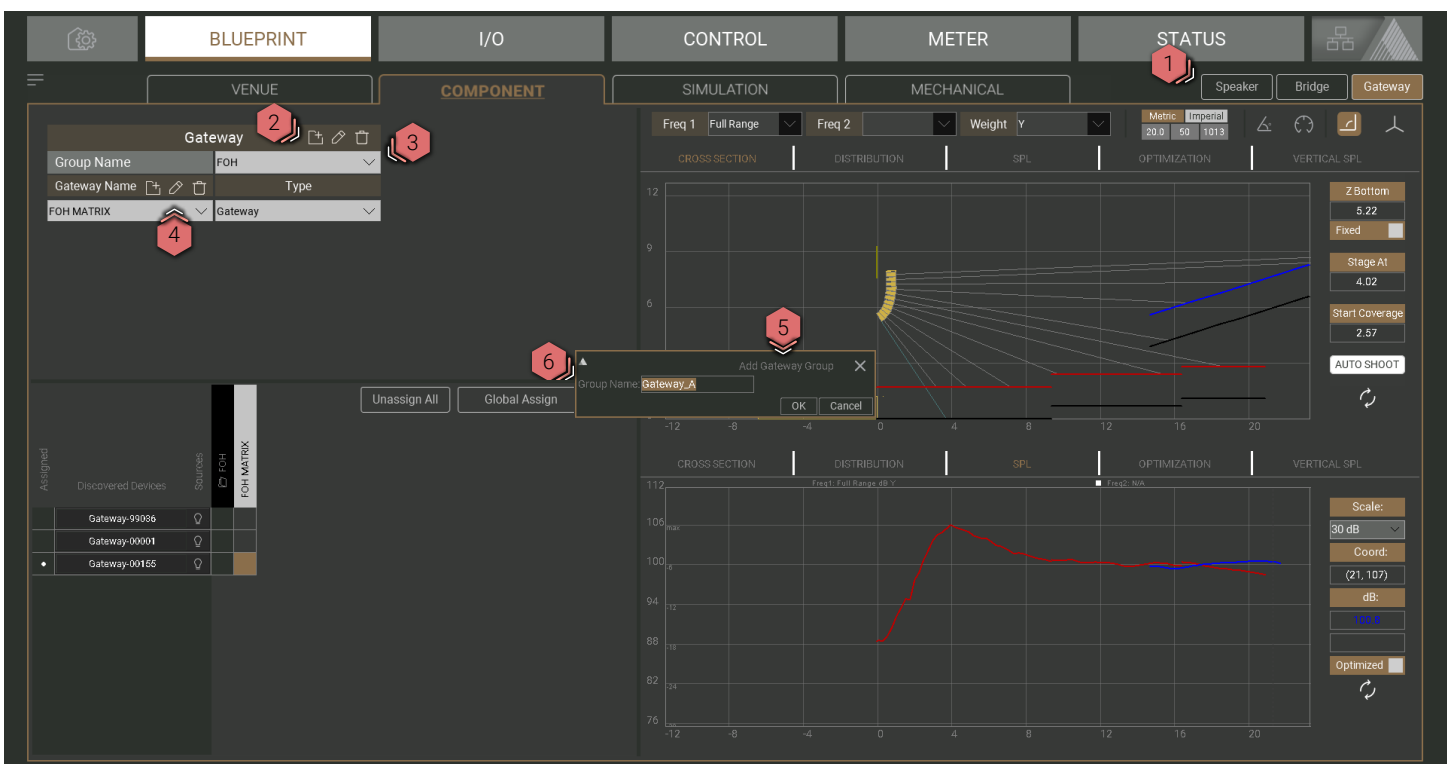 BLUEPRINT I/O CONTROL METER STATUS
1
VENUE COMPONENT SIMULATION MECHANICAL Speaker Bridge Gateway
2
Gateway
3
Group Name FOH
Gateway Name Type
FOH MATRIX Gateway
4
Freq 1 Full Range Freq 2 Weight Y Metric Imperial
20.0 50 1013
CROSS SECTION DISTRIBUTION SPL OPTIMIZATION VERTICAL SPL
12
9
6
-12 -8 -4 0 4 8 12 16 20
Z Bottom
5.22
Fixed
Stage At
4.02
Start Coverage
2.57
AUTO SHOOT
5
6
Add Gateway Group
Group Name: Gateway_A
OK Cancel
Unassign All Global Assign
Assigned
Discovered Devices
Sources
FOH
FOH MATRIX
Gateway-99086
Gateway-00001
Gateway-00155
CROSS SECTION DISTRIBUTION SPL OPTIMIZATION VERTICAL SPL
Freq1: Full Range dB Y Freq2: N/A
112
106 max
100 -6
94 -12
88 -18
82 -24
76
-12 -8 -4 0 4 8 12 16 20
Scale:
30 dB
Coord:
(21, 107)
dB:
100.8
Optimized